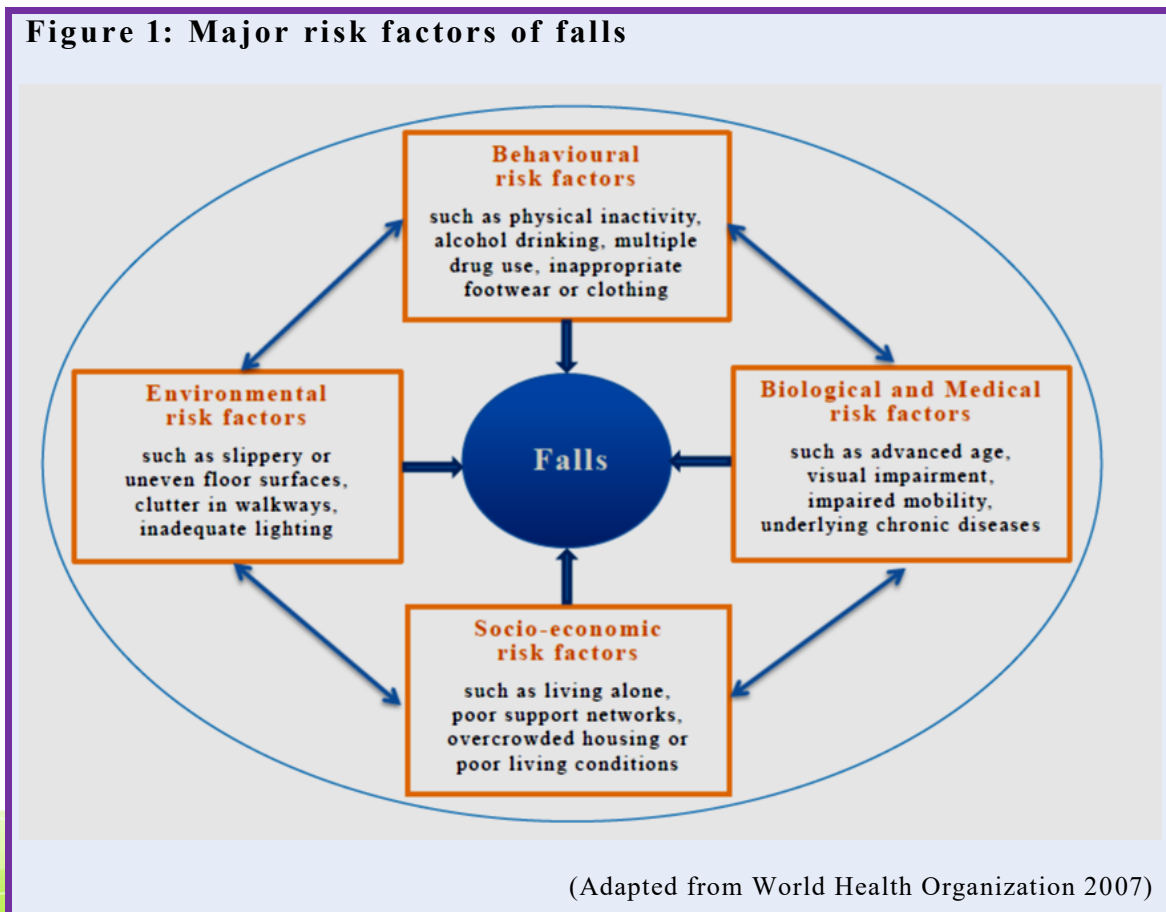 Figure 1: Major risk factors of falls
Behavioural
risk factors
such as physical inactivity,
alcohol drinking, multiple
drug use, inappropriate
footwear or clothing
Environmental
risk factors
such as slippery or
uneven floor surfaces,
clutter in walkways,
inadequate lighting
Falls
Biological and Medical
risk factors
such as advanced age,
visual impairment,
impaired mobility,
underlying chronic diseases
Socio-economic
risk factors
such as living alone,
poor support networks,
overcrowded housing or
poor living conditions
(Adapted from World Health Organization 2007)